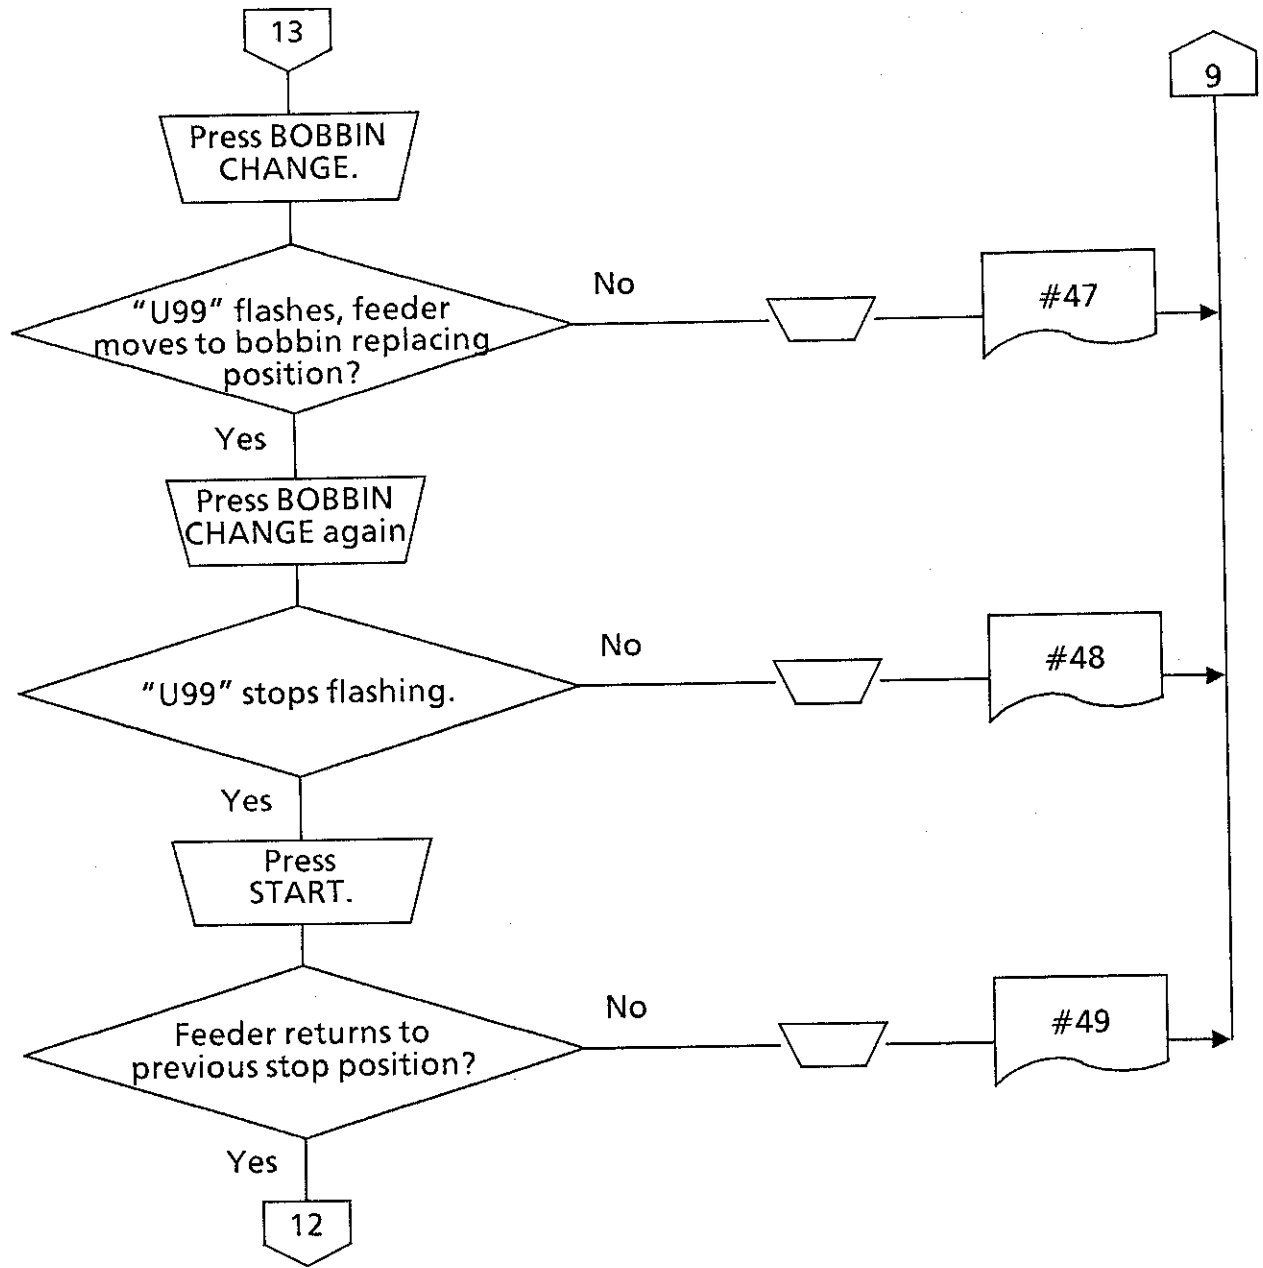 13
9
Press BOBBIN
CHANGE.
No
#47
“U99” flashes, feeder
moves to bobbin replacing
position?
Yes
Press BOBBIN
CHANGE again
No
#48
“U99” stops flashing.
Yes
Press
START.
No
#49
Feeder returns to
previous stop position?
Yes
12